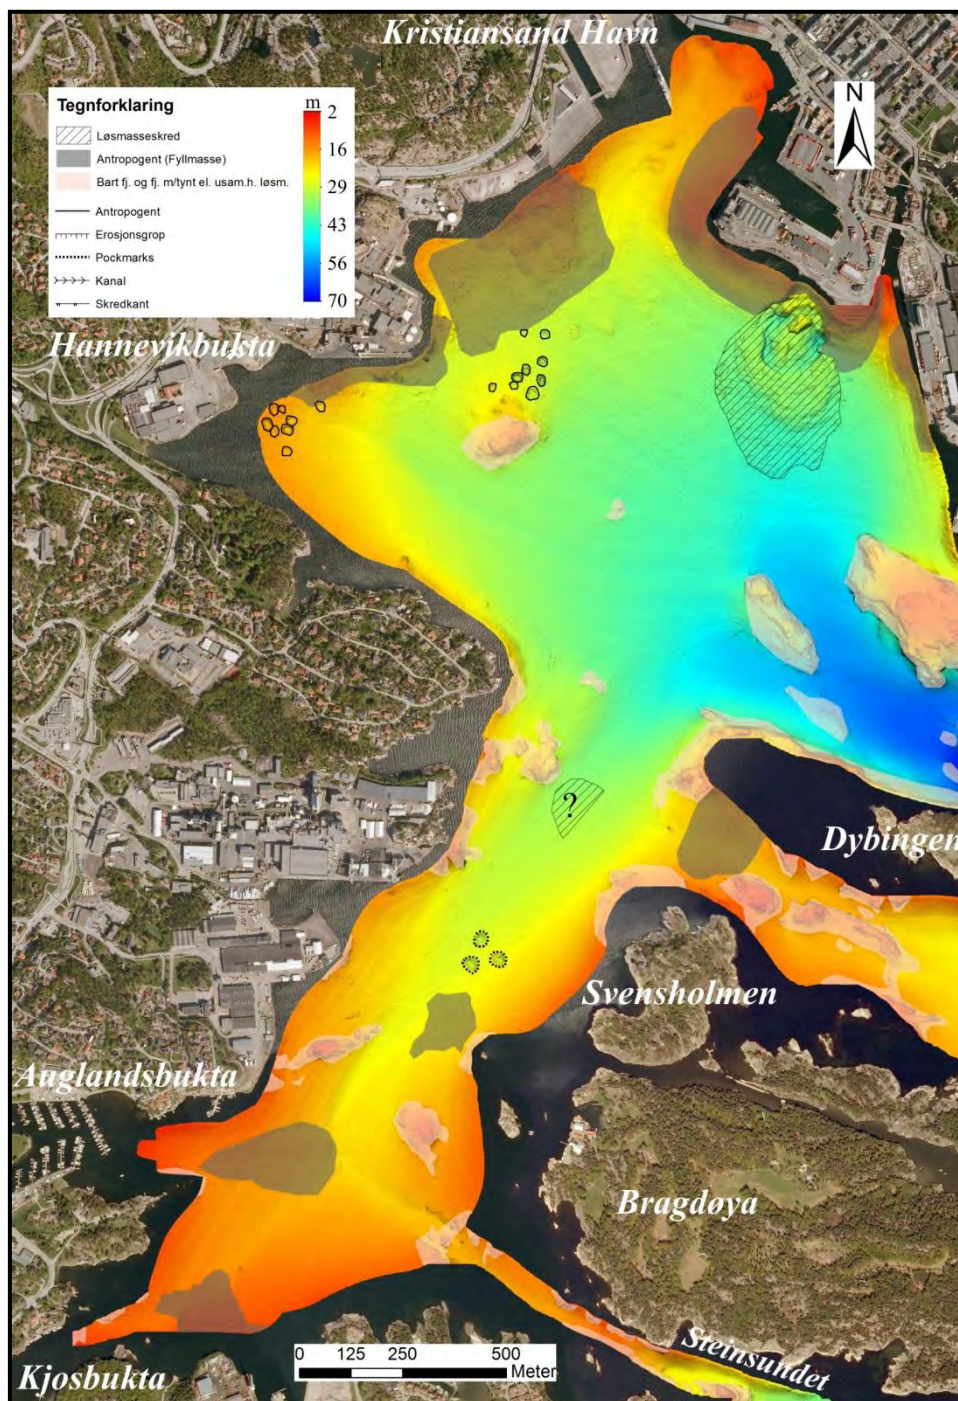 Kristiansand Havn
N
Tegnforklaring
Løsmasseskred
Antropogent (Fyllmasse)
Bart fj. og fj. m/tynt el. usam.h. løsm.
Antropogent
Erosjonsgrop
Pockmarks
Kanal
Skredkant
m
2
16
29
43
56
70
Hannevikbukta
?
Dybingen
Svensholmen
Auglandsbukta
Bragdøya
Steinsundet
0 125 250 500
Meter
Kjosbukta